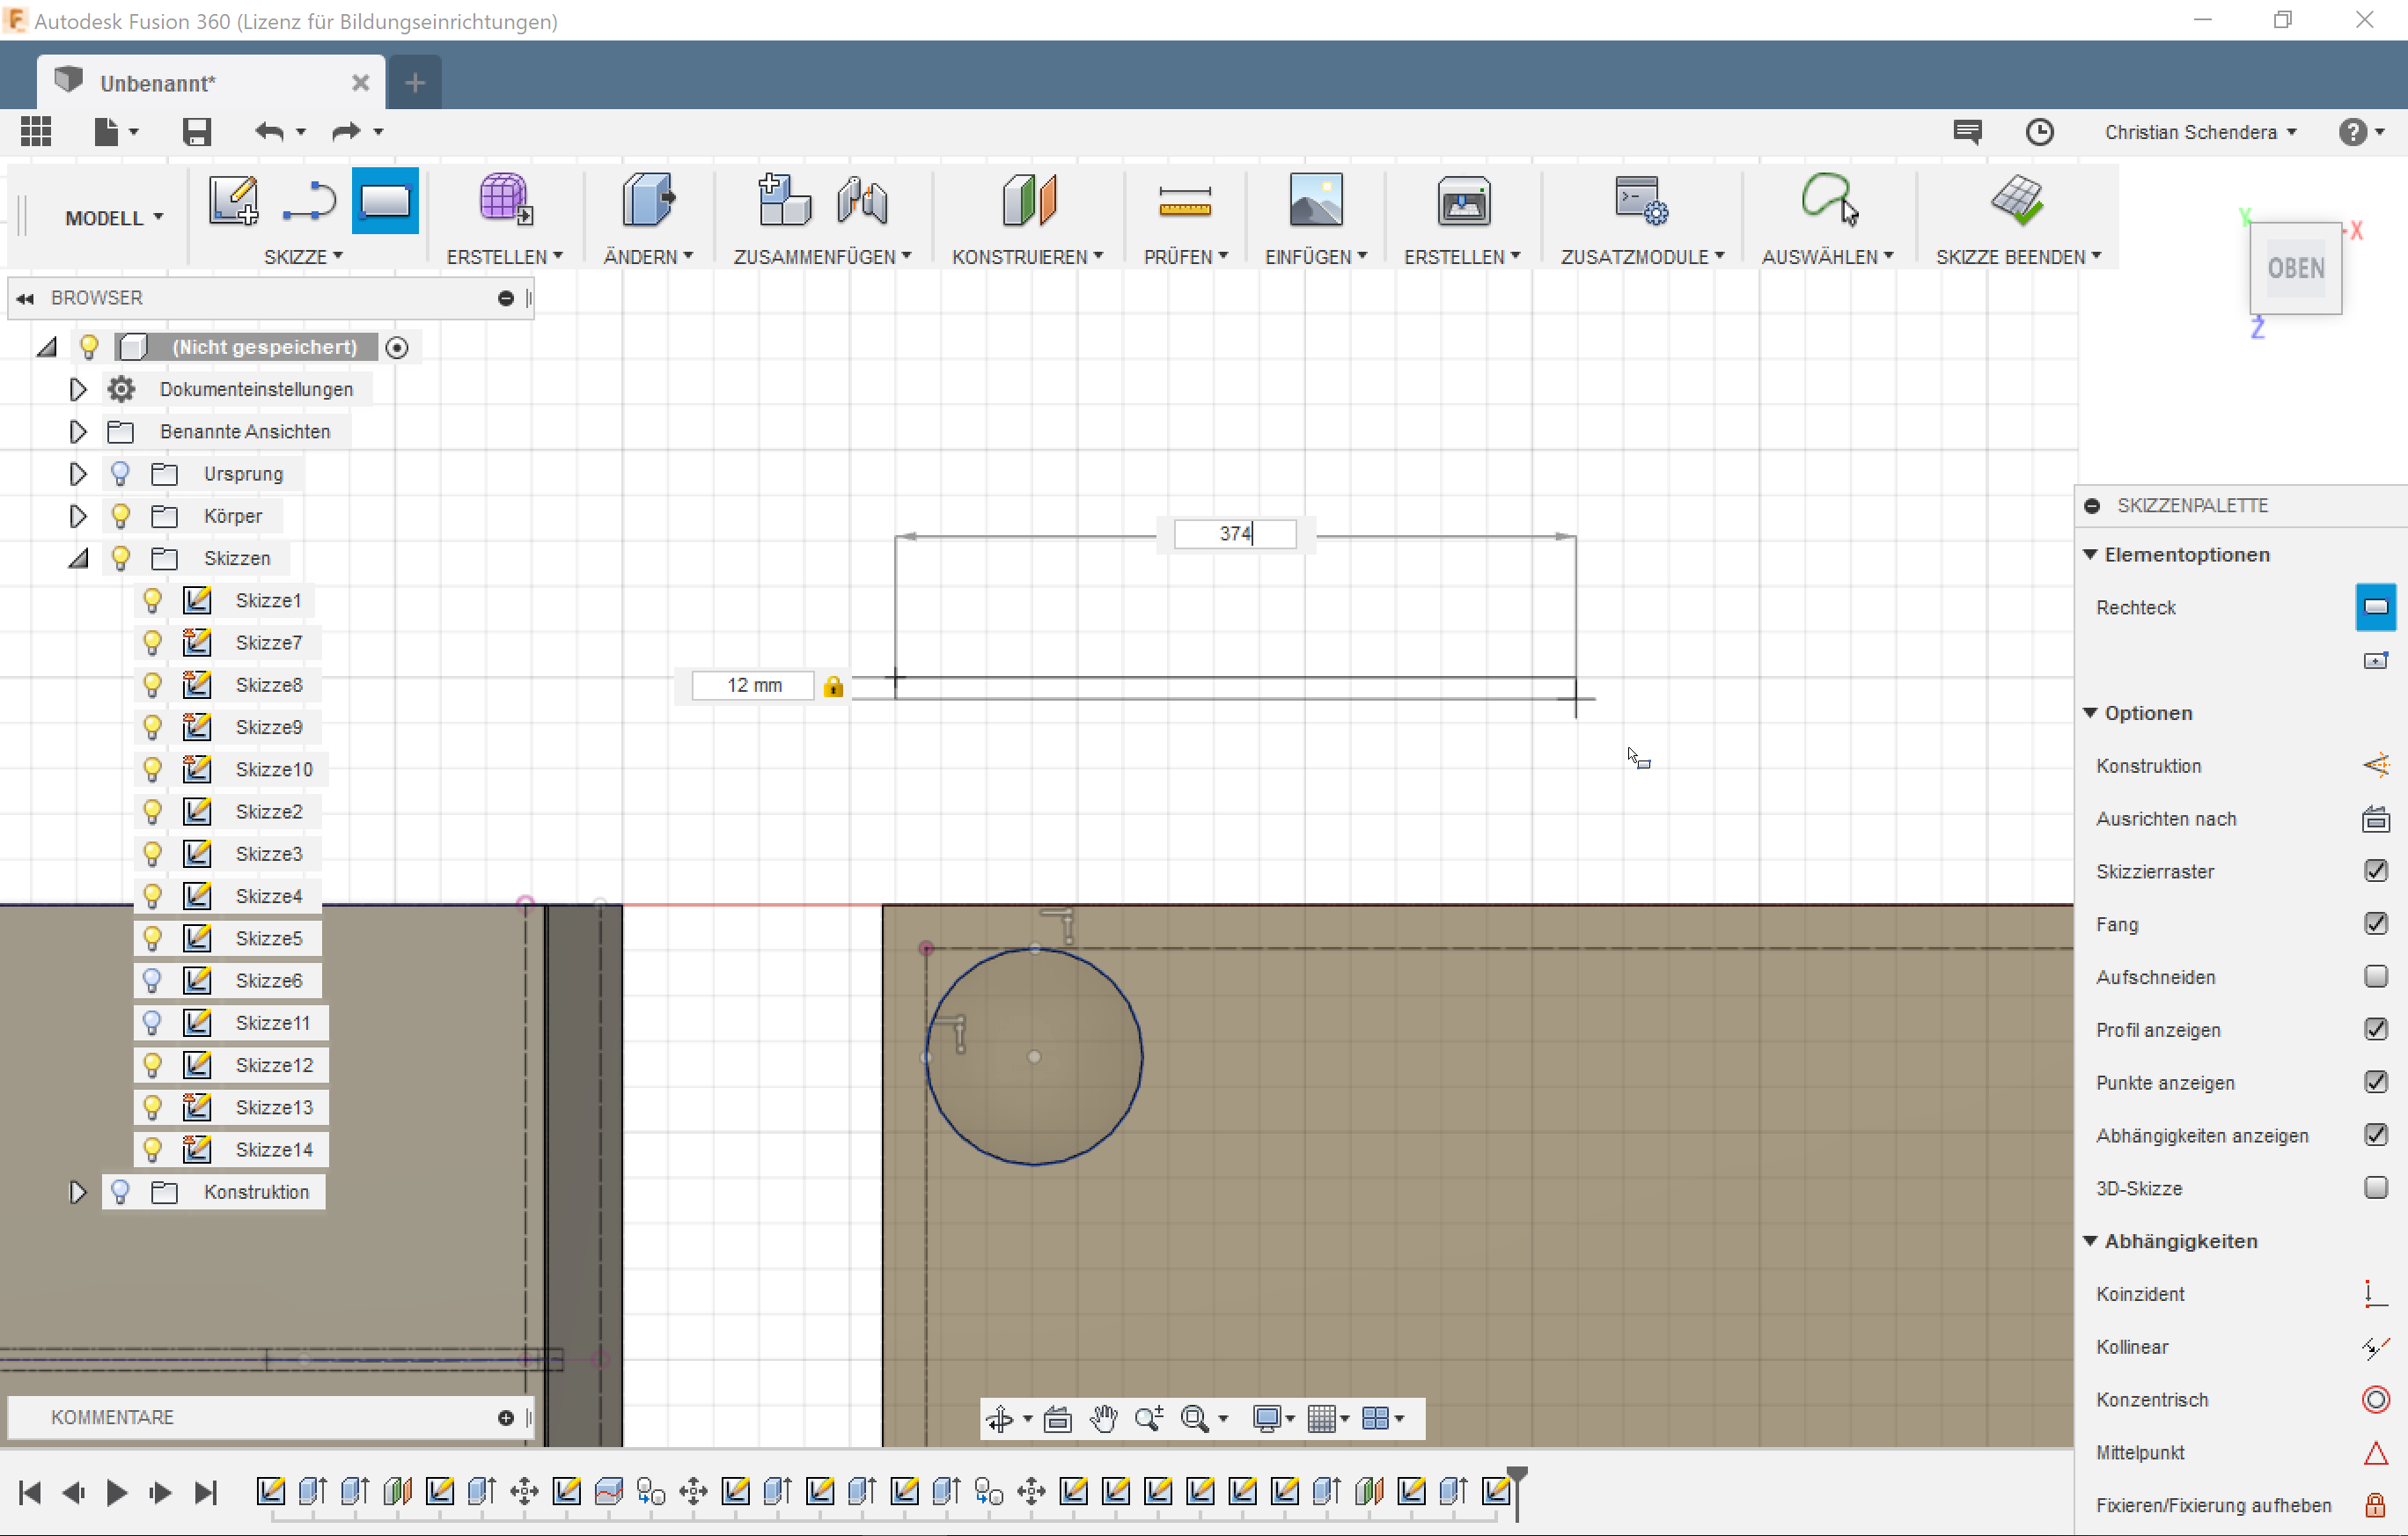 Autodesk Fusion 360 (Lizenz für Bildungseinrichtungen)
Unbenannt*
Christian Schendera
MODELL
SKIZZE
ERSTELLEN
ÄNDERN
ZUSAMMENFÜGEN
KONSTRUIEREN
PRÜFEN
EINFÜGEN
ERSTELLEN
ZUSATZMODULE
AUSWÄHLEN
SKIZZE BEENDEN
Y
X
OBEN
Z
BROWSER
(Nicht gespeichert)
Dokumenteinstellungen
Benannte Ansichten
Ursprung
Körper
Skizzen
Skizze1
Skizze7
Skizze8
Skizze9
Skizze10
Skizze2
Skizze3
Skizze4
Skizze5
Skizze6
Skizze11
Skizze12
Skizze13
Skizze14
Konstruktion
374
12 mm
SKIZZENPALETTE
Elementoptionen
Rechteck
Optionen
Konstruktion
Ausrichten nach
Skizzierraster
Fang
Aufschneiden
Profil anzeigen
Punkte anzeigen
Abhängigkeiten anzeigen
3D-Skizze
Abhängigkeiten
Koinzident
Kollinear
Konzentrisch
Mittelpunkt
Fixieren/Fixierung aufheben
KOMMENTARE